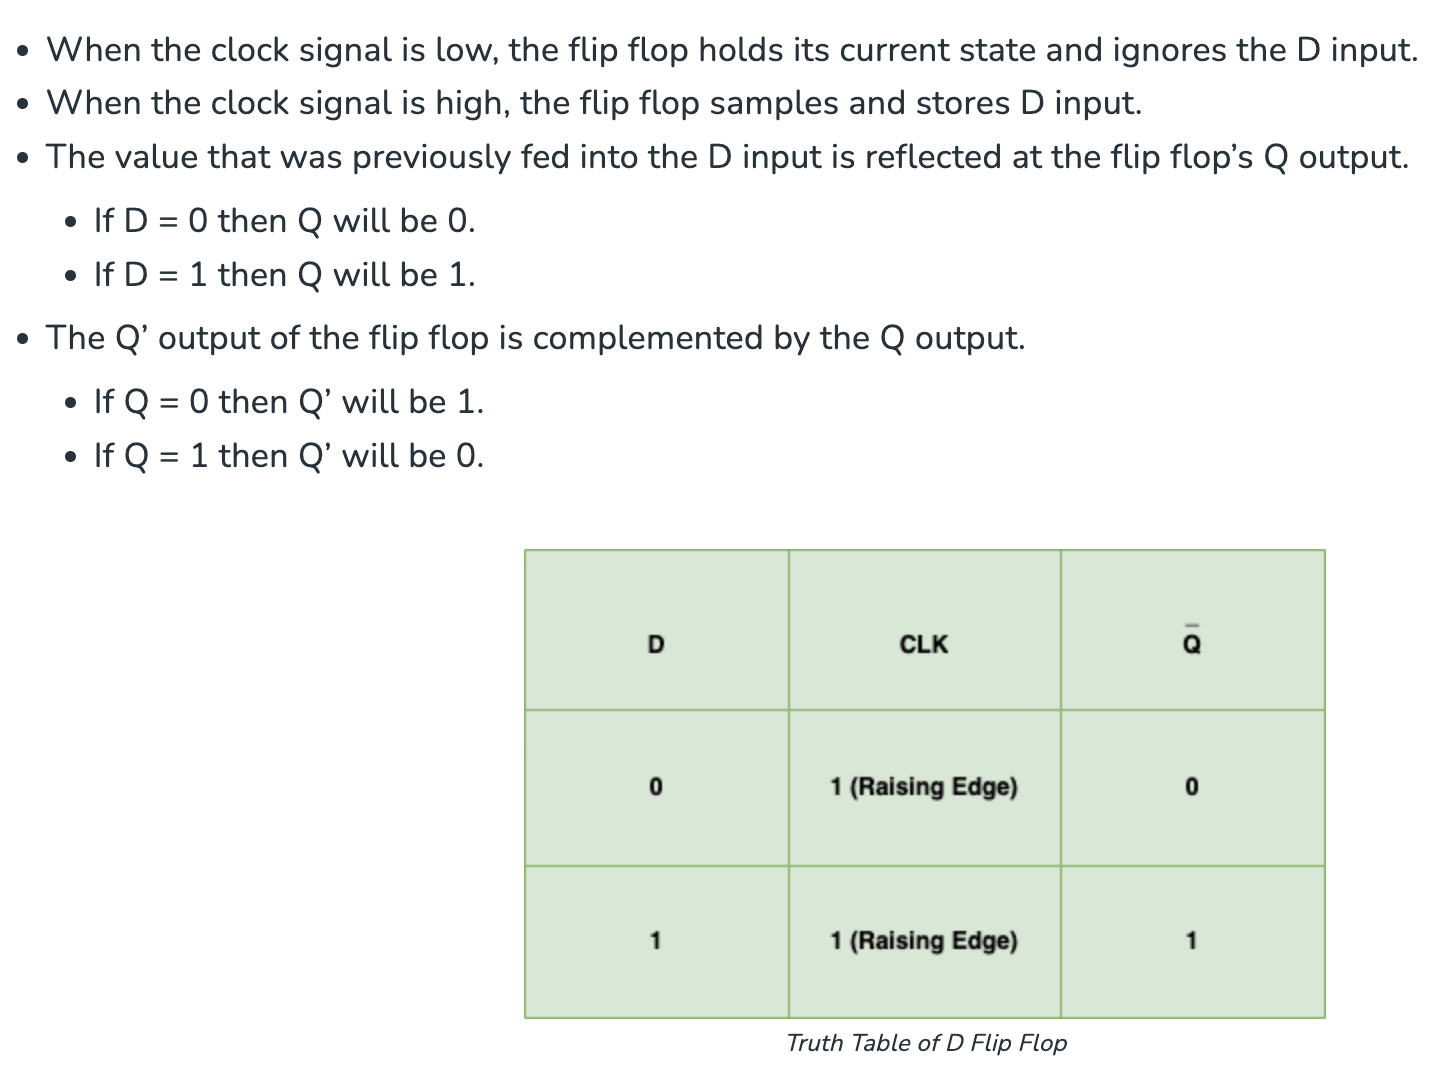 When the clock signal is low, the flip flop holds its current state and ignores the D input.
When the clock signal is high, the flip flop samples and stores D input.
The value that was previously fed into the D input is reflected at the flip flop’s Q output.
If D = 0 then Q will be 0.
If D = 1 then Q will be 1.
The Q’ output of the flip flop is complemented by the Q output.
If Q = 0 then Q’ will be 1.
If Q = 1 then Q’ will be 0.
D CLK Q̅
0 1 (Raising Edge) 0
1 1 (Raising Edge) 1
Truth Table of D Flip Flop